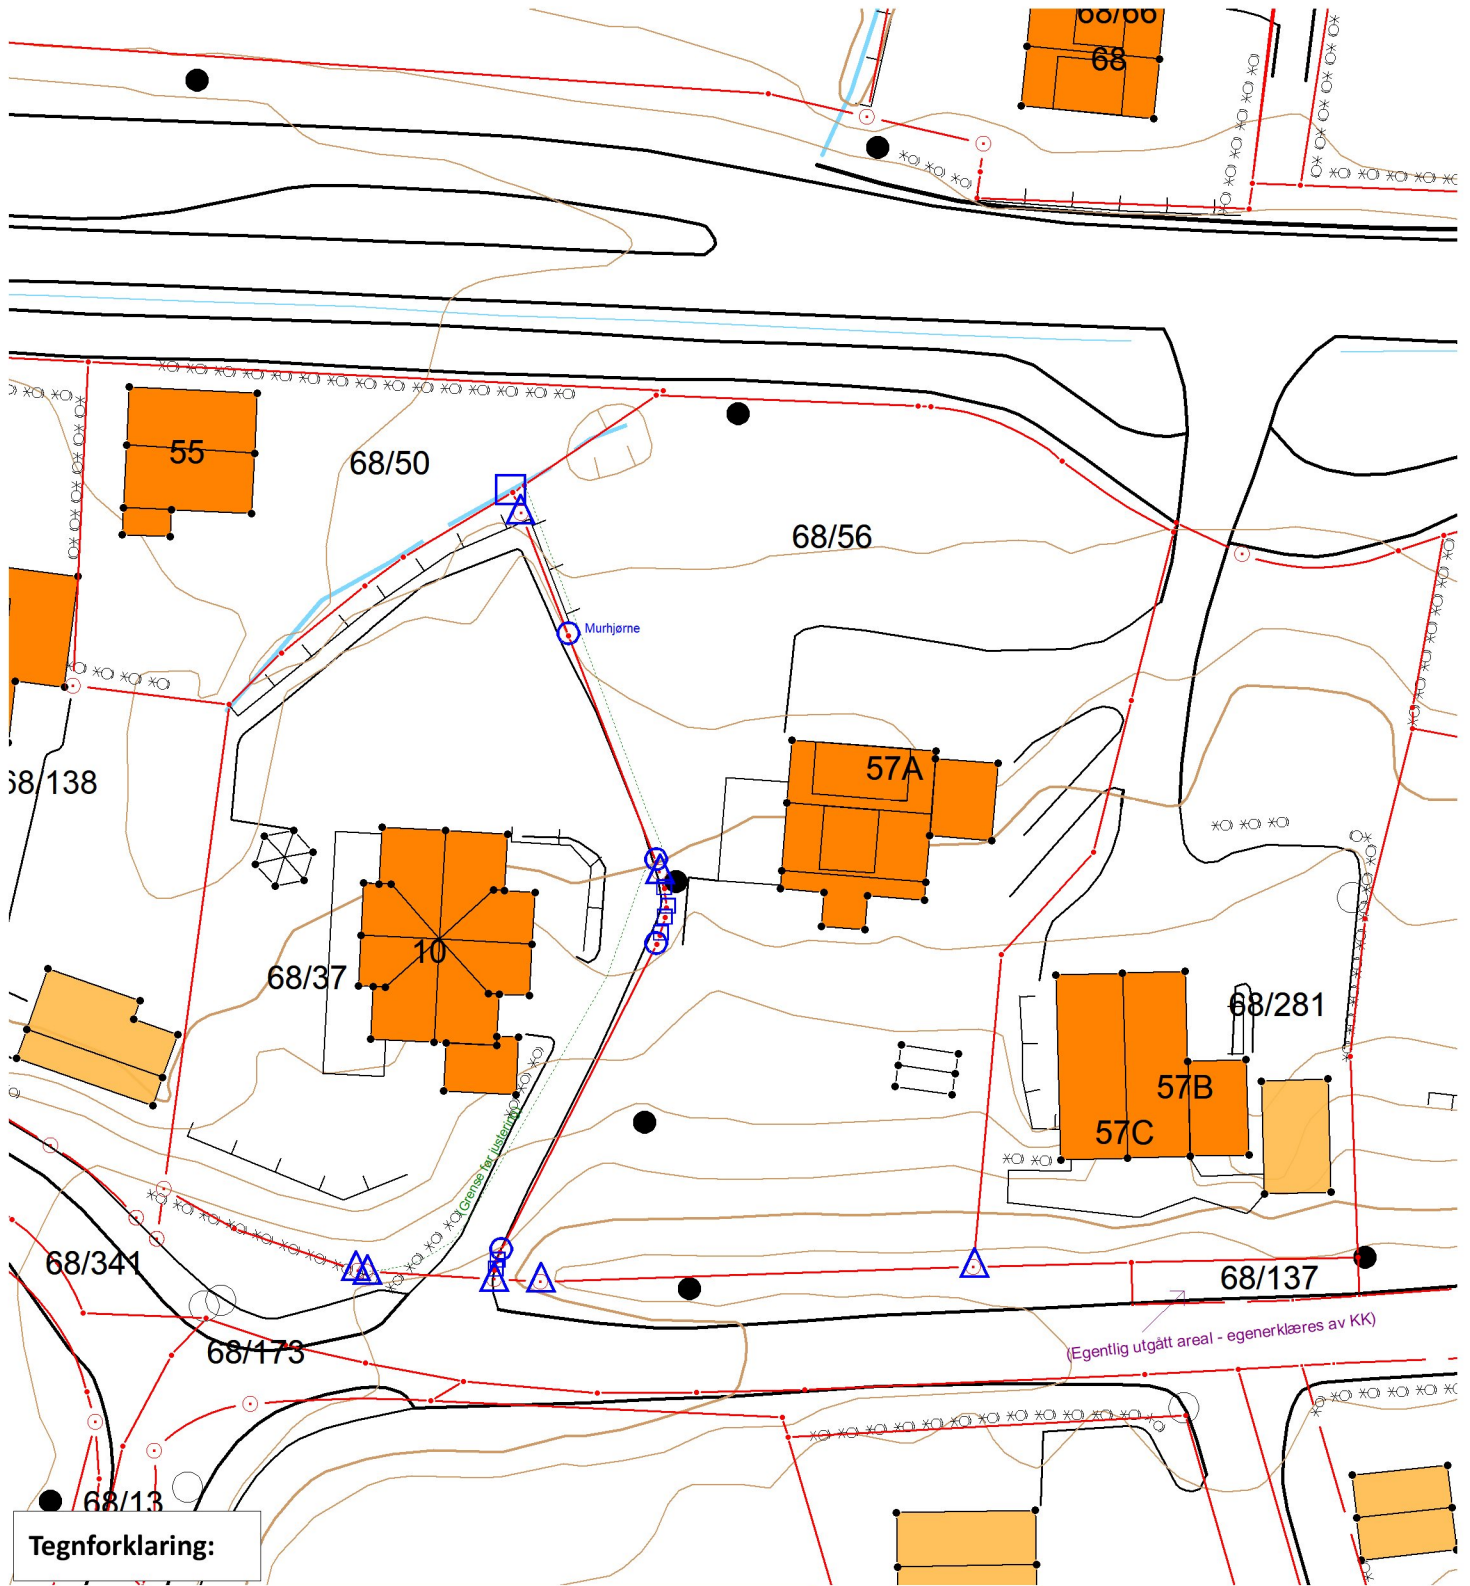 68/66
68
55
68/50
68/56
Murhjørne
57A
68/138
10
68/37
68/281
57B
57C
(Grense før justering)
68/341
68/137
(Egentlig utgått areal - egenerklæres av KK)
68/173
68/13
Tegnforklaring: